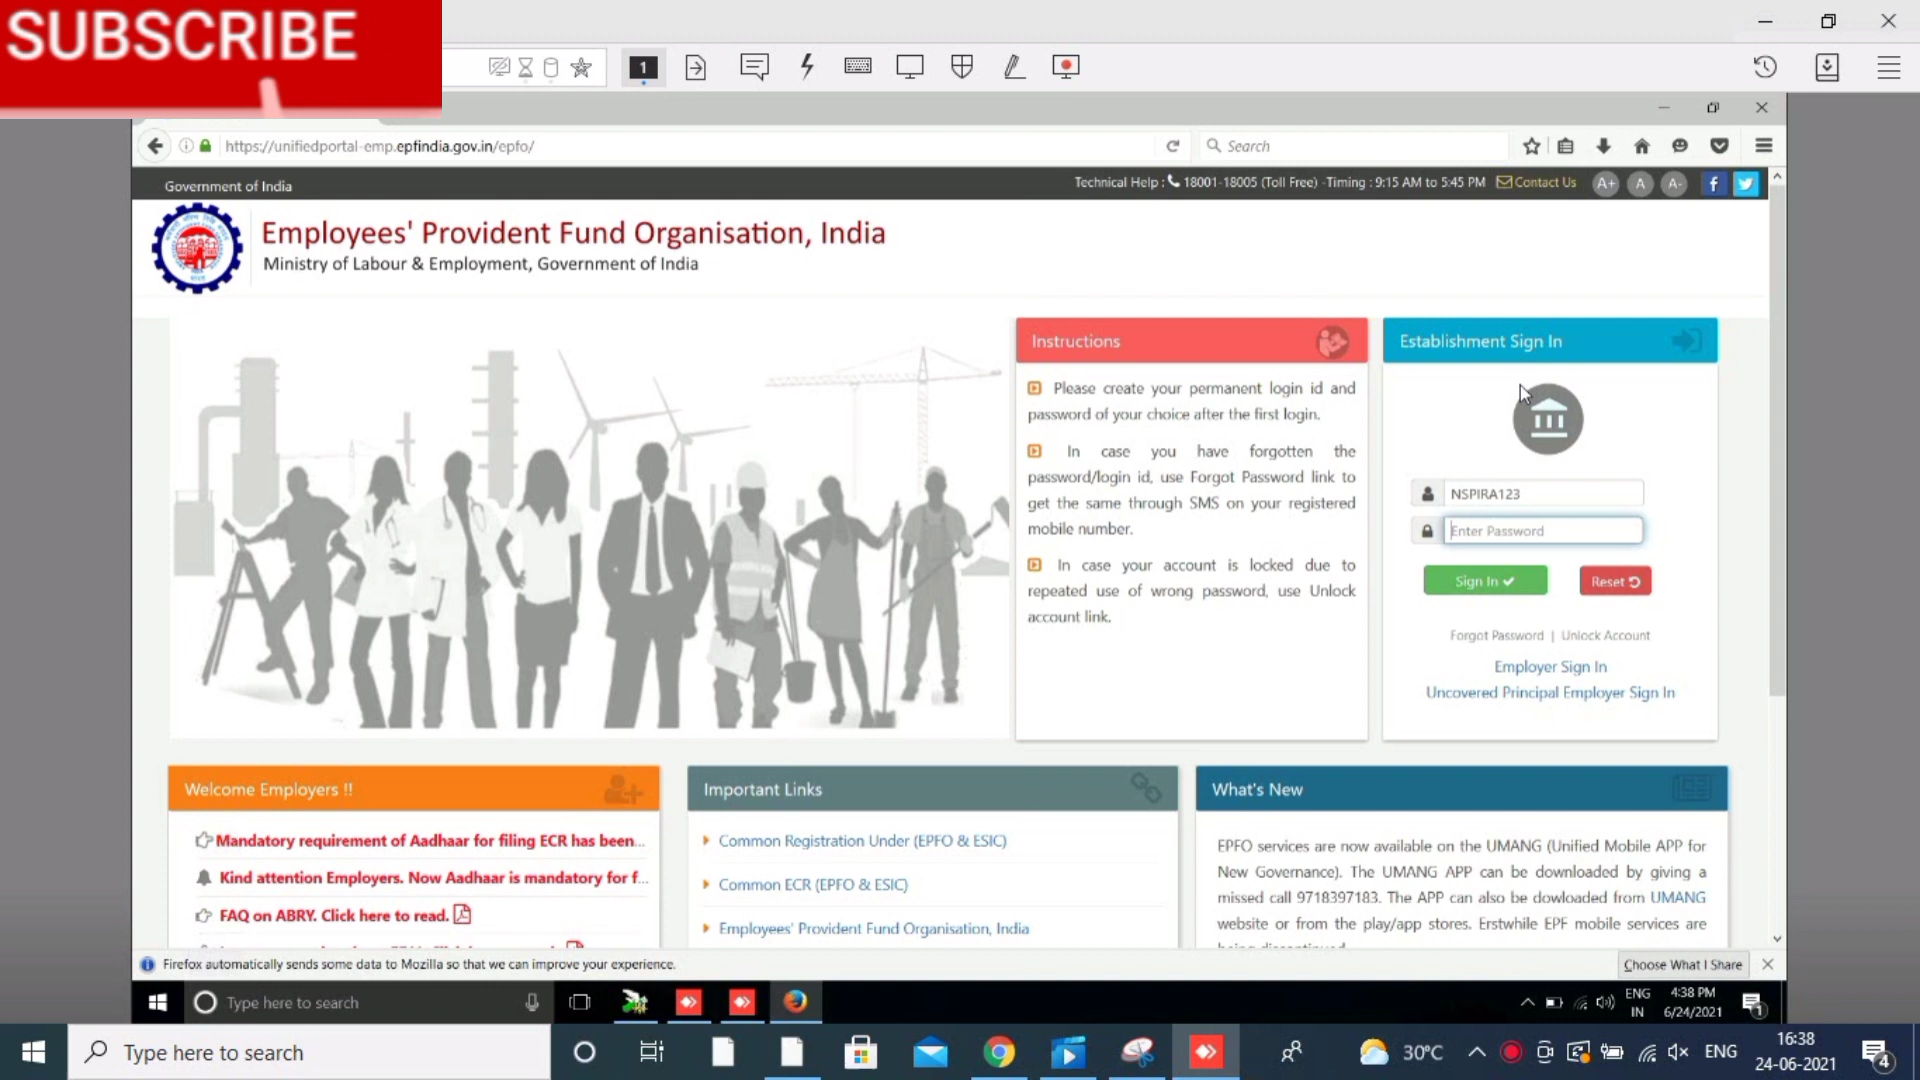 SUBSCRIBE
1
https://unifiedportal-emp.epfindia.gov.in/epfo/
Search
Government of India
Technical Help : 18001-18005 (Toll Free) -Timing : 9:15 AM to 5:45 PM
Contact Us
A+
A
A-
Employees' Provident Fund Organisation, India
Ministry of Labour & Employment, Government of India
Instructions
Please create your permanent login id and
password of your choice after the first login.
In case you have forgotten the
password/login id, use Forgot Password link to
get the same through SMS on your registered
mobile number.
In case your account is locked due to
repeated use of wrong password, use Unlock
account link.
Establishment Sign In
NSPIRA123
Enter Password
Sign In
Reset
Forgot Password | Unlock Account
Employer Sign In
Uncovered Principal Employer Sign In
Welcome Employers !!
Mandatory requirement of Aadhaar for filing ECR has been...
Kind attention Employers. Now Aadhaar is mandatory for f...
FAQ on ABRY. Click here to read.
Important Links
Common Registration Under (EPFO & ESIC)
Common ECR (EPFO & ESIC)
Employees' Provident Fund Organisation, India
What's New
EPFO services are now available on the UMANG (Unified Mobile APP for
New Governance). The UMANG APP can be downloaded by giving a
missed call 9718397183. The APP can also be dowloaded from UMANG
website or from the play/app stores. Erstwhile EPF mobile services are
Firefox automatically sends some data to Mozilla so that we can improve your experience.
Choose What I Share
Type here to search
ENG
IN
4:38 PM
6/24/2021
1
Type here to search
30°C
ENG
16:38
24-06-2021
4